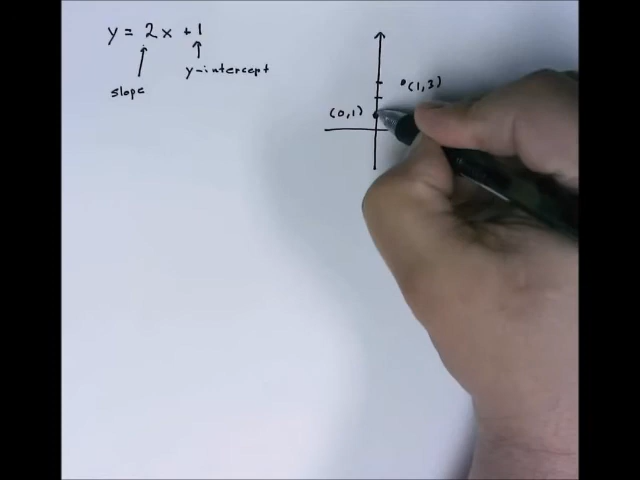 y = 2x + 1
slope
y-intercept
(1,3)
(0,1)